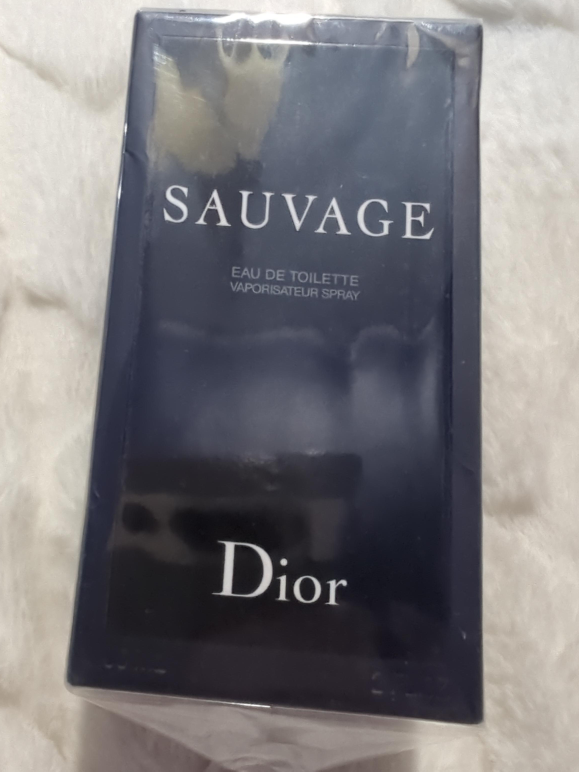 SAUVAGE
EAU DE TOILETTE
VAPORISATEUR SPRAY
Dior